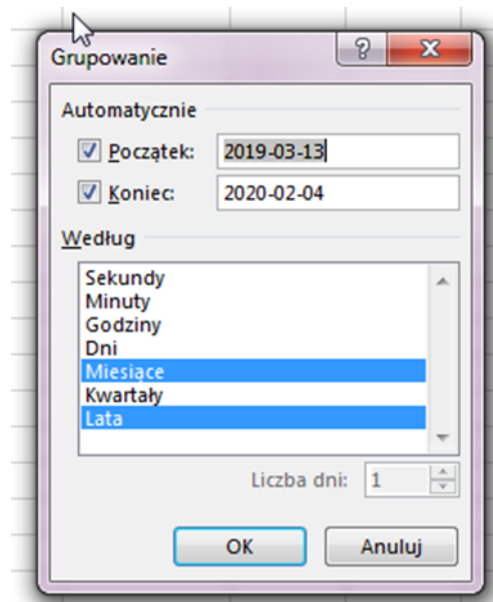 Grupowanie
Automatycznie
Początek: 2019-03-13
Koniec: 2020-02-04
Według
Sekundy
Minuty
Godziny
Dni
Miesiące
Kwartały
Lata
Liczba dni: 1
OK Anuluj